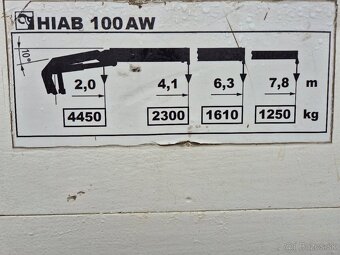 HIAB 100 AW
10°
2,0 4,1 6,3 7,8 m
4450 2300 1610 1250 kg